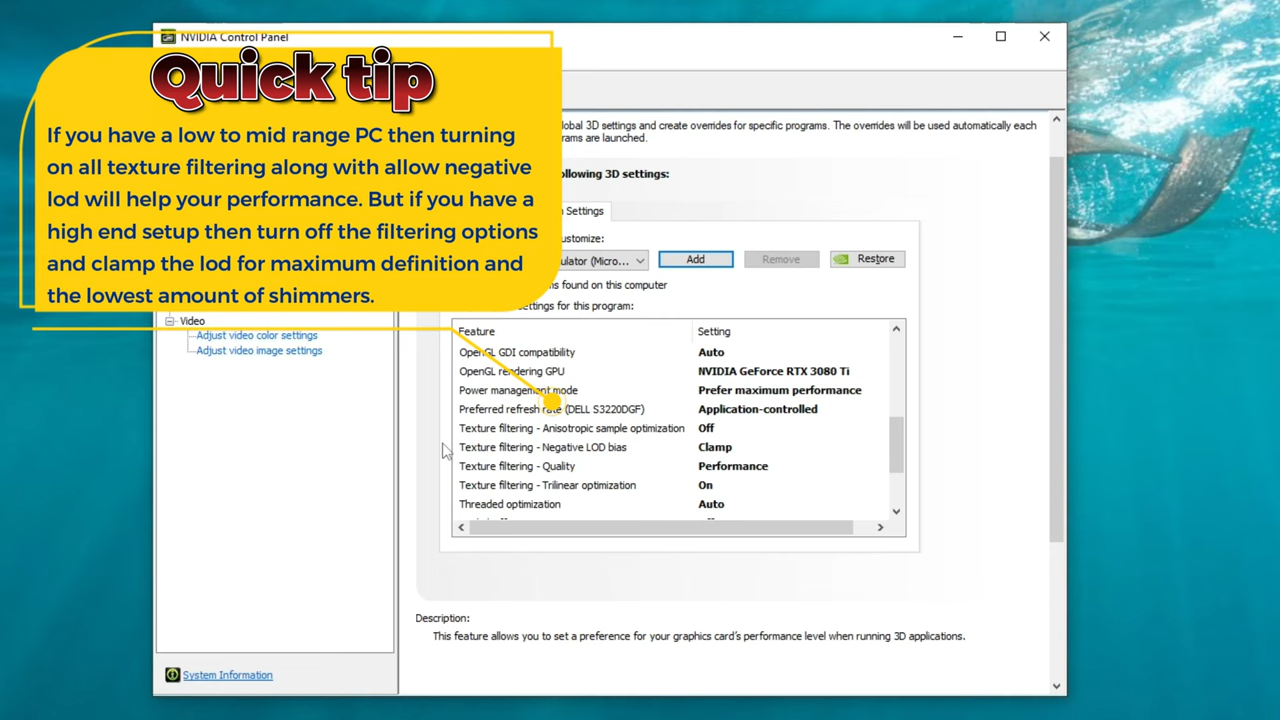 NVIDIA Control Panel
Quick tip
If you have a low to mid range PC then turning
on all texture filtering along with allow negative
lod will help your performance. But if you have a
high end setup then turn off the filtering options
and clamp the lod for maximum definition and
the lowest amount of shimmers.
lobal 3D settings and create overrides for specific programs. The overrides will be used automatically each
rams are launched.
ollowing 3D settings:
Settings
ustomize:
ulator (Micro...
Add
Remove
Restore
ms found on this computer
ettings for this program:
Video
Adjust video color settings
Adjust video image settings
Feature Setting
OpenGL GDI compatibility Auto
OpenGL rendering GPU NVIDIA GeForce RTX 3080 Ti
Power management mode Prefer maximum performance
Preferred refresh rate (DELL S3220DGF) Application-controlled
Texture filtering - Anisotropic sample optimization Off
Texture filtering - Negative LOD bias Clamp
Texture filtering - Quality Performance
Texture filtering - Trilinear optimization On
Threaded optimization Auto
Description:
This feature allows you to set a preference for your graphics card's performance level when running 3D applications.
System Information